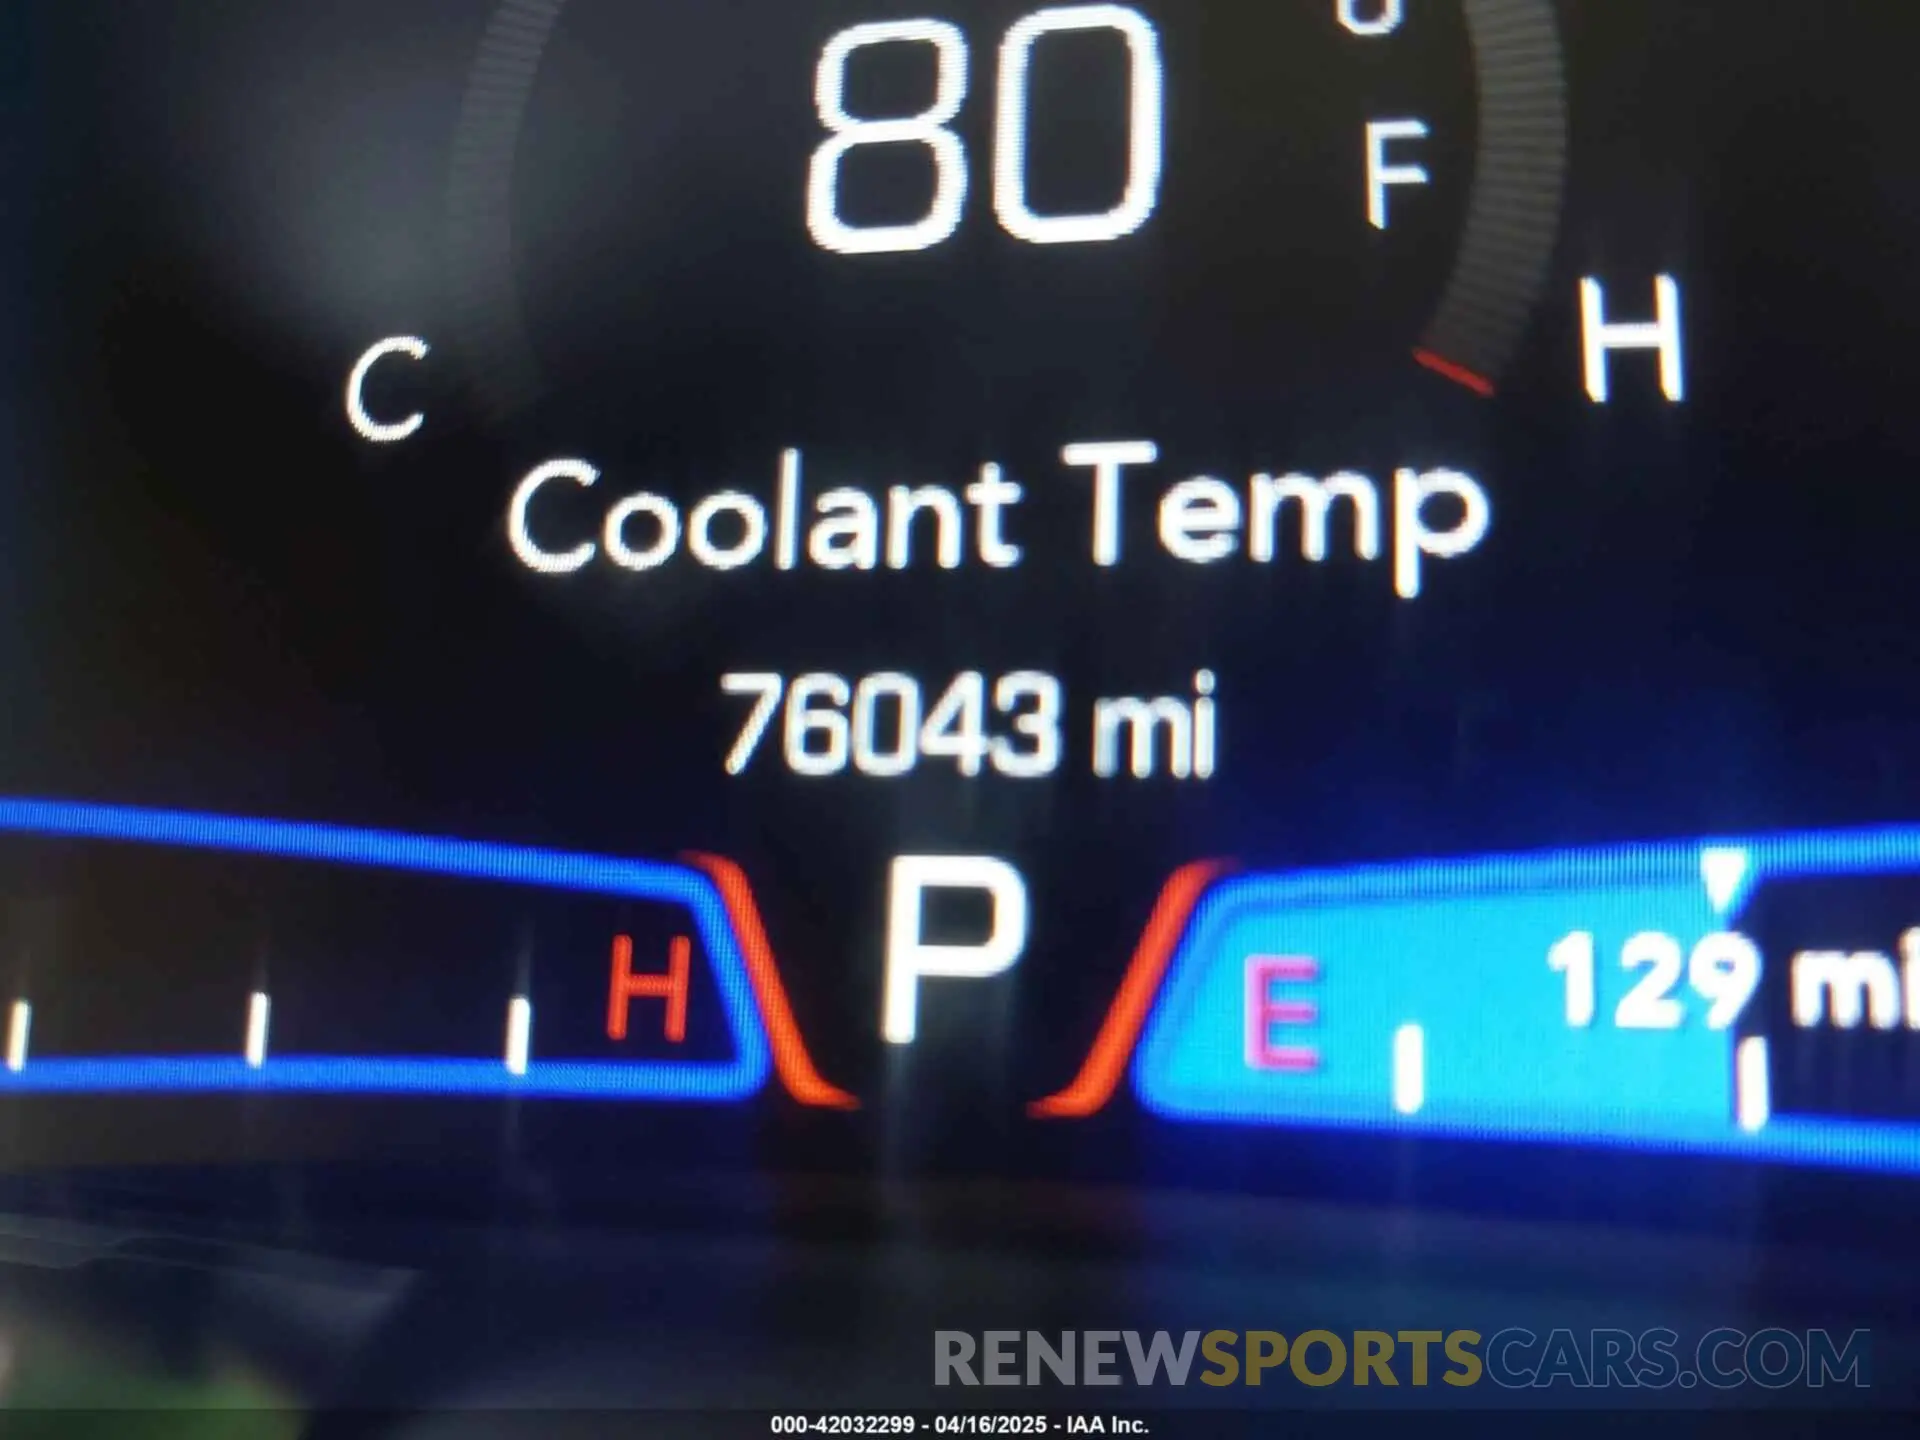 80
°
F
C
H
Coolant Temp
76043 mi
H
P
E
129 mi
RENEWSPORTSCARS.COM
000-42032299 - 04/16/2025 - IAA Inc.